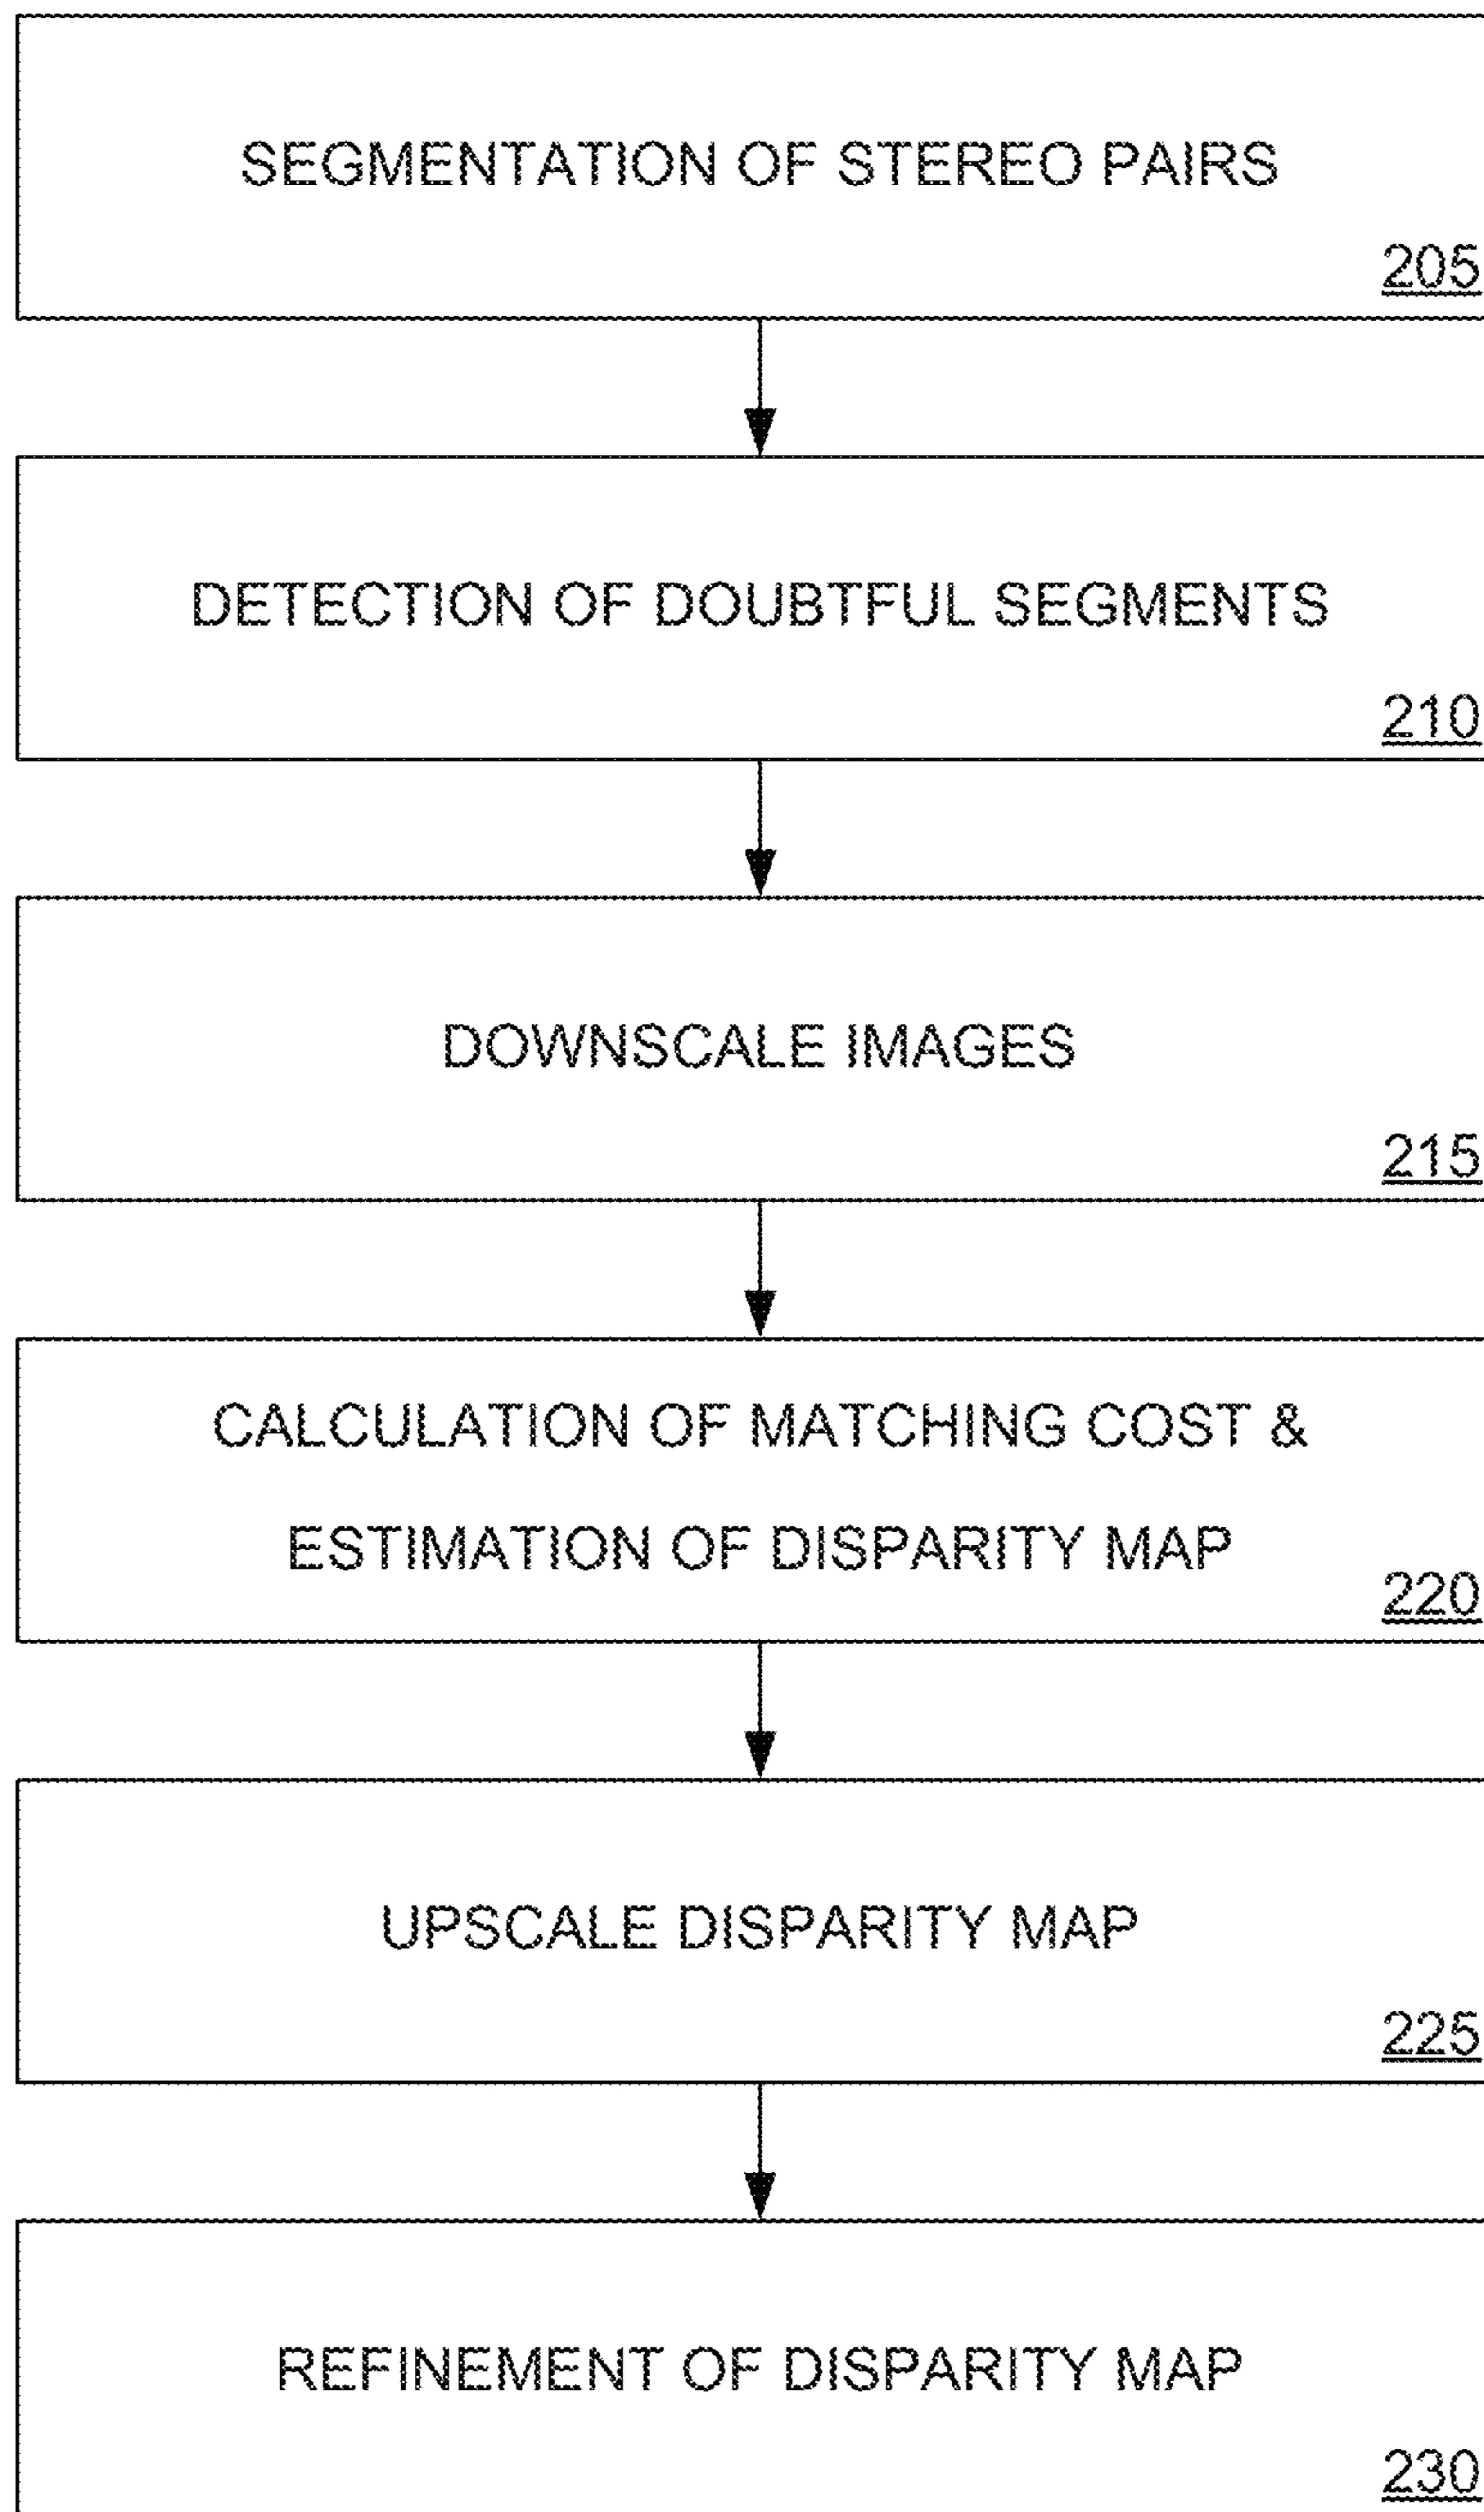 SEGMENTATION OF STEREO PAIRS
205
DETECTION OF DOUBTFUL SEGMENTS
210
DOWNSCALE IMAGES
215
CALCULATION OF MATCHING COST &
ESTIMATION OF DISPARITY MAP
220
UPSCALE DISPARITY MAP
225
REFINEMENT OF DISPARITY MAP
230